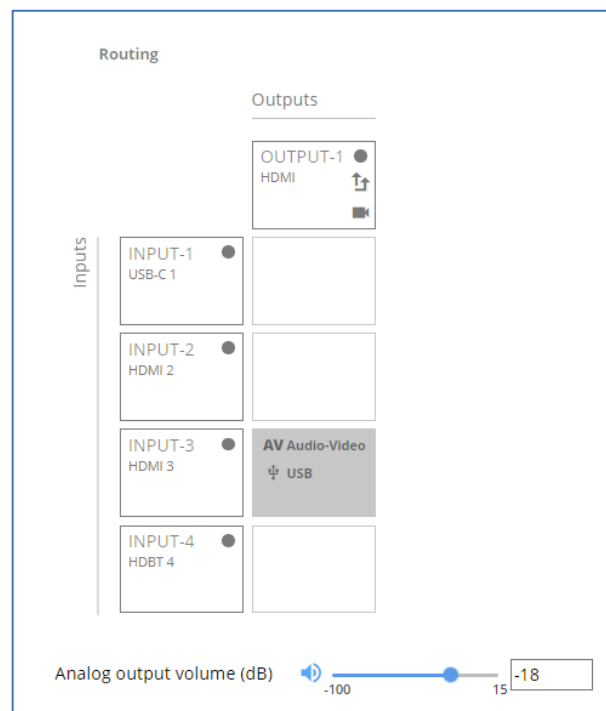 Routing
Outputs
OUTPUT-1
HDMI
Inputs
INPUT-1
USB-C 1
INPUT-2
HDMI 2
INPUT-3
HDMI 3
AV Audio-Video
USB
INPUT-4
HDBT 4
Analog output volume (dB)
-100
15
-18